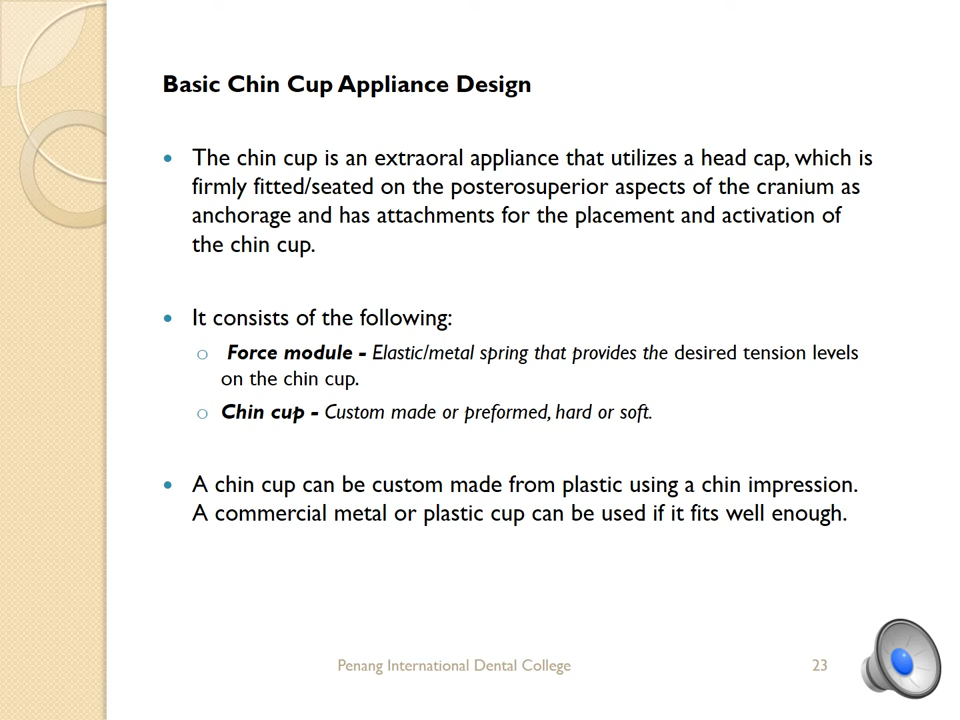 Basic Chin Cup Appliance Design
• The chin cup is an extraoral appliance that utilizes a head cap, which is
firmly fitted/seated on the posterosuperior aspects of the cranium as
anchorage and has attachments for the placement and activation of
the chin cup.
• It consists of the following:
o Force module - Elastic/metal spring that provides the desired tension levels
on the chin cup.
o Chin cup - Custom made or preformed, hard or soft.
• A chin cup can be custom made from plastic using a chin impression.
A commercial metal or plastic cup can be used if it fits well enough.
Penang International Dental College 23